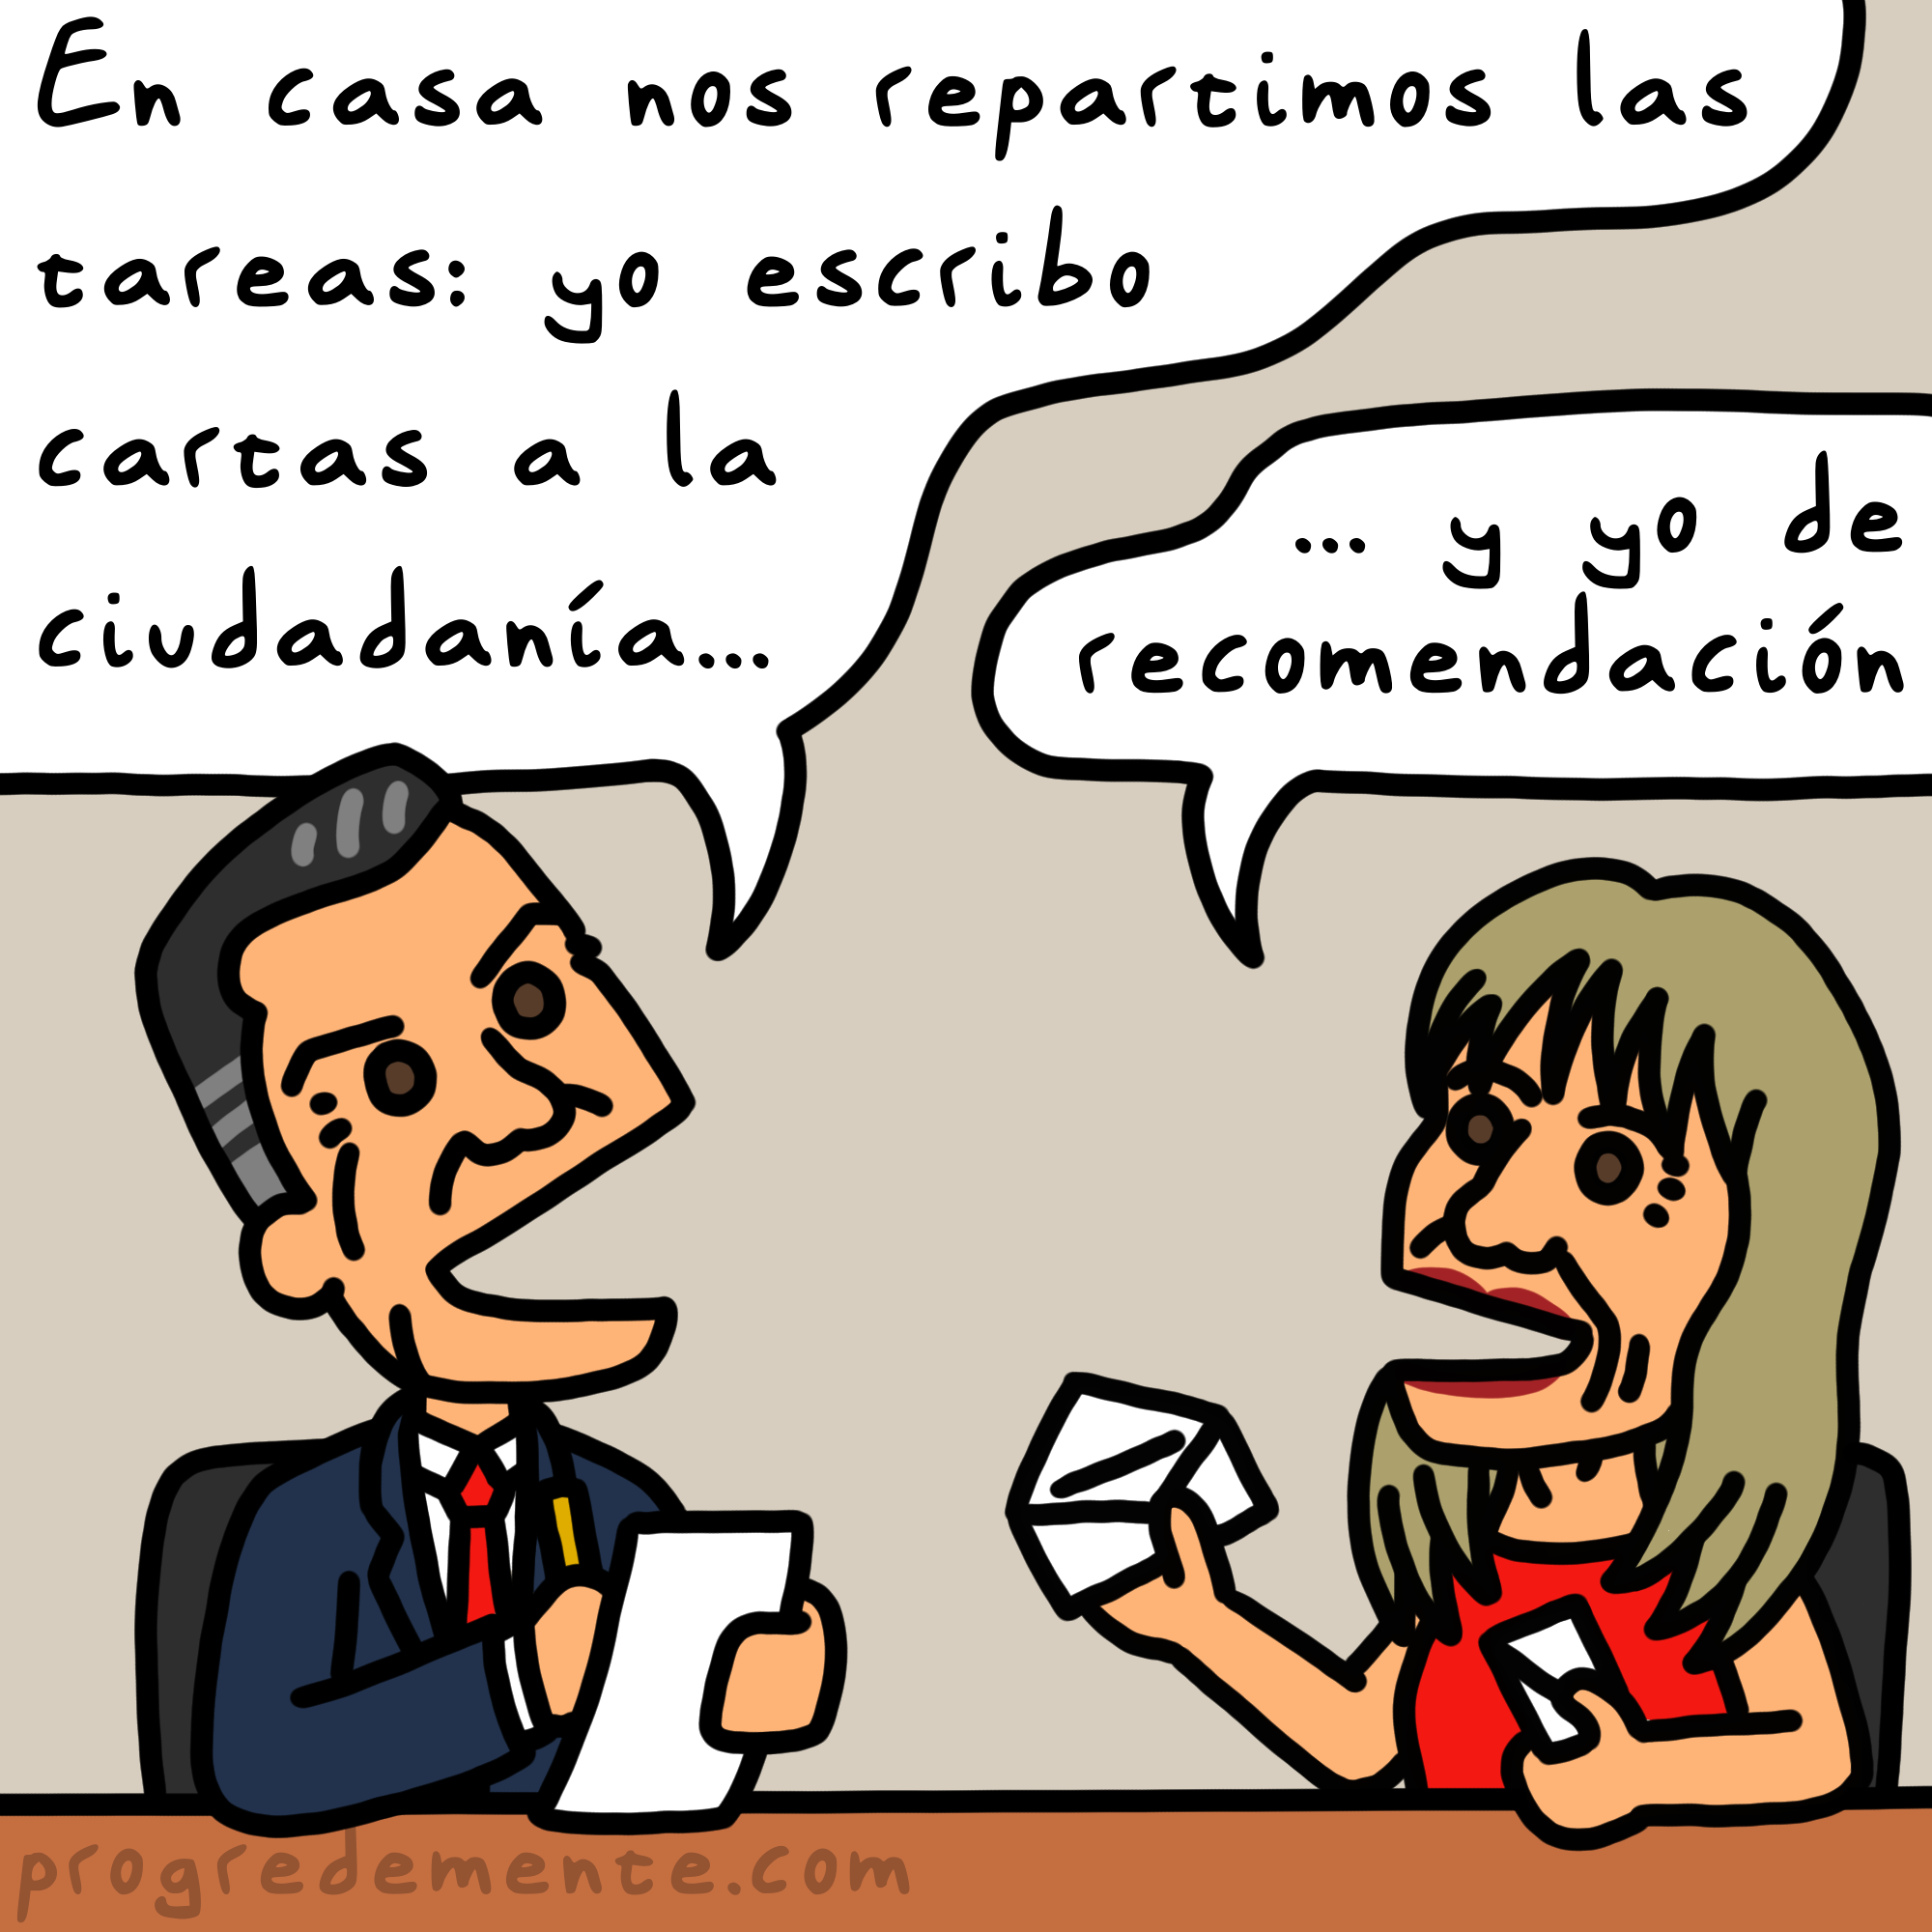 En casa nos repartimos las
tareas: yo escribo
cartas a la
ciudadanía...
... y yo de
recomendación
progredemente.com